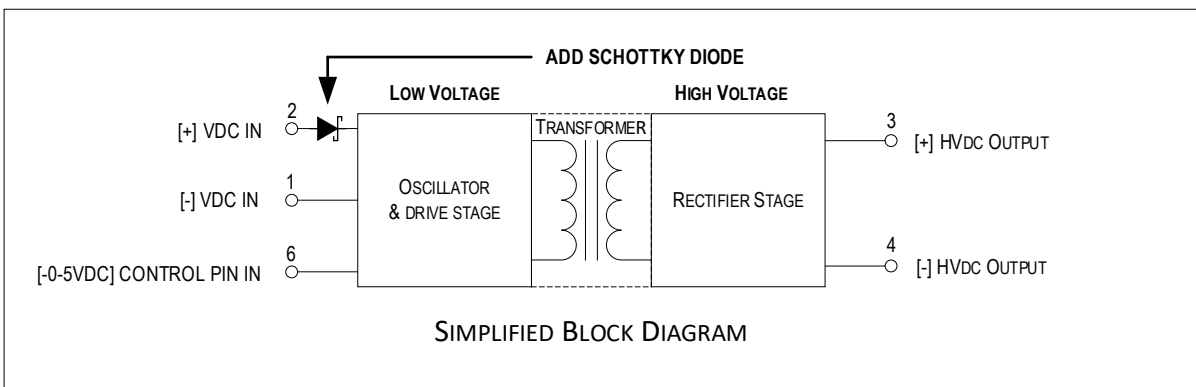 ADD SCHOTTKY DIODE
LOW VOLTAGE
HIGH VOLTAGE
2
[+] VDC IN
TRANSFORMER
3
[+] HVDC OUTPUT
1
[-] VDC IN
OSCILLATOR
& DRIVE STAGE
RECTIFIER STAGE
6
[-0-5VDC] CONTROL PIN IN
4
[-] HVDC OUTPUT
SIMPLIFIED BLOCK DIAGRAM